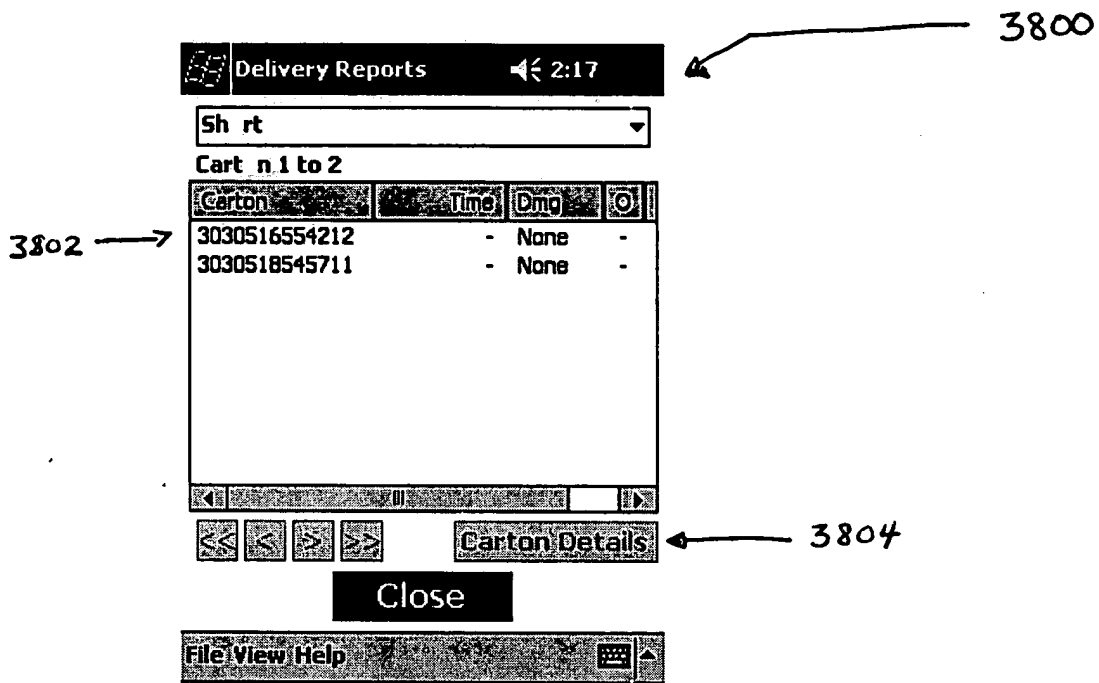 3800
Delivery Reports 2:17
Sh rt
Cart n 1 to 2
Carton Time Dmg O
3802
3030516554212 - None -
3030518545711 - None -
<< < > >> Carton Details
3804
Close
File View Help